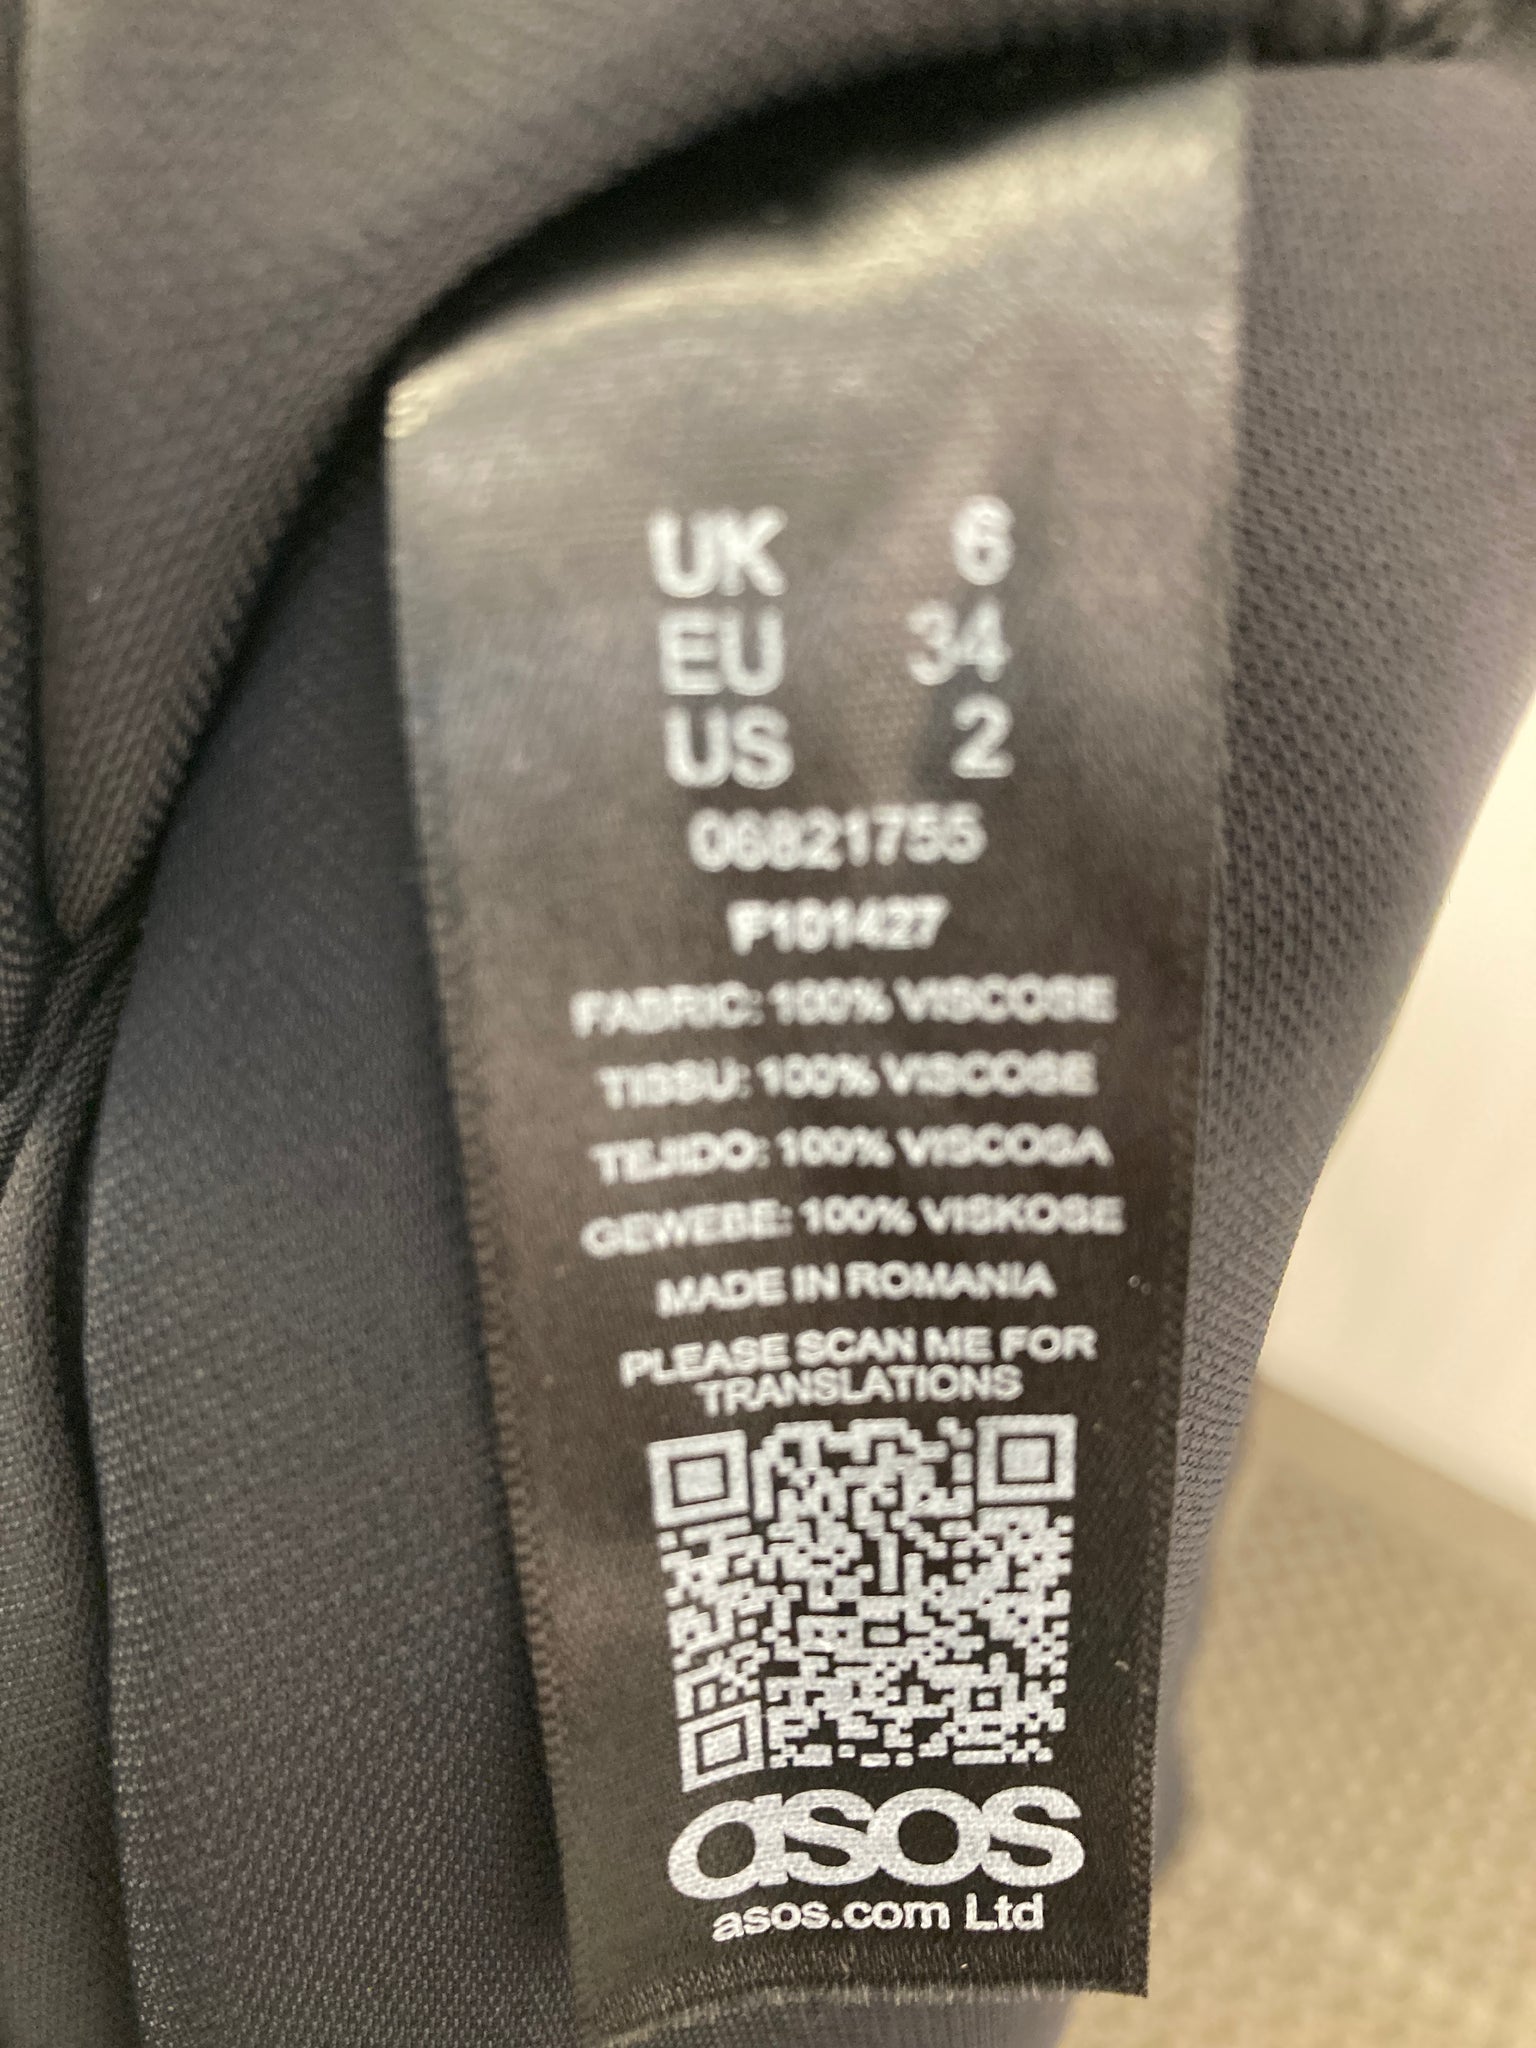 UK 6
EU 34
US 2
06821755
P101427
FABRIC: 100% VISCOSE
TISSU: 100% VISCOSE
TEJIDO: 100% VISCOSA
GEWEBE: 100% VISKOSE
MADE IN ROMANIA
PLEASE SCAN ME FOR
TRANSLATIONS
asos
asos.com Ltd